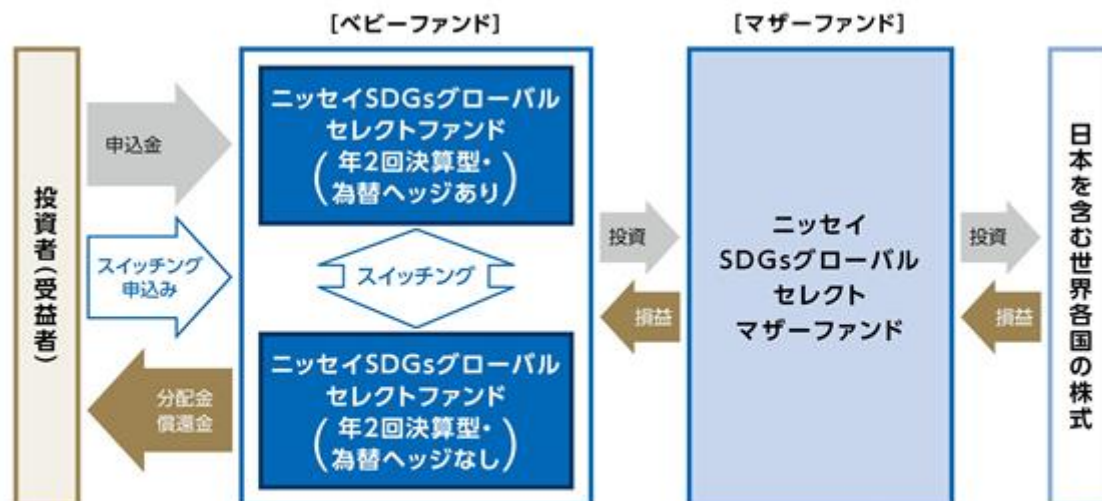 [ベビーファンド]
[マザーファンド]
投資者(受益者)
申込金
スイッチング
申込み
分配金
償還金
ニッセイSDGsグローバル
セレクトファンド
(年2回決算型・
為替ヘッジあり)
スイッチング
ニッセイSDGsグローバル
セレクトファンド
(年2回決算型・
為替ヘッジなし)
投資
損益
ニッセイ
SDGsグローバル
セレクト
マザーファンド
投資
損益
日本を含む世界各国の株式